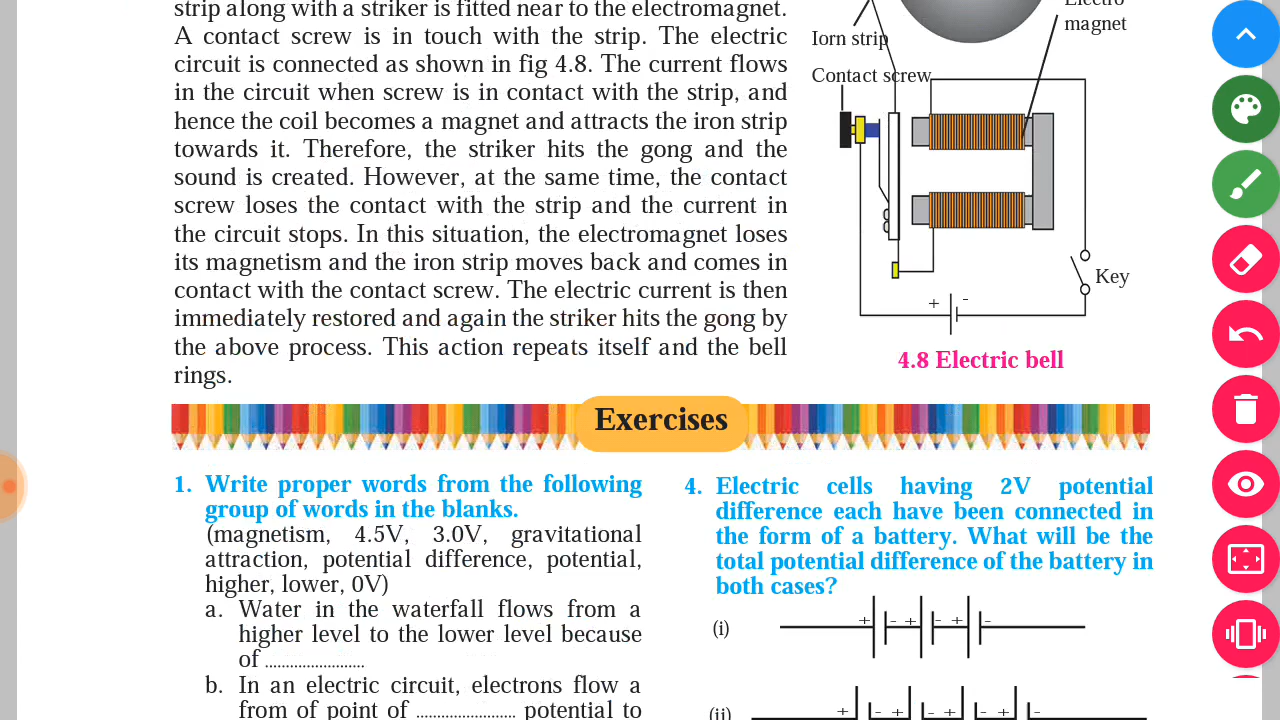 strip along with a striker is fitted near to the electromagnet.
A contact screw is in touch with the strip. The electric
circuit is connected as shown in fig 4.8. The current flows
in the circuit when screw is in contact with the strip, and
hence the coil becomes a magnet and attracts the iron strip
towards it. Therefore, the striker hits the gong and the
sound is created. However, at the same time, the contact
screw loses the contact with the strip and the current in
the circuit stops. In this situation, the electromagnet loses
its magnetism and the iron strip moves back and comes in
contact with the contact screw. The electric current is then
immediately restored and again the striker hits the gong by
the above process. This action repeats itself and the bell
rings.
Electro
magnet
Iorn strip
Contact screw
Key
+ -
4.8 Electric bell
Exercises
1. Write proper words from the following
group of words in the blanks.
(magnetism, 4.5V, 3.0V, gravitational
attraction, potential difference, potential,
higher, lower, 0V)
a. Water in the waterfall flows from a
higher level to the lower level because
of ........................
b. In an electric circuit, electrons flow a
from of point of ........................ potential to
4. Electric cells having 2V potential
difference each have been connected in
the form of a battery. What will be the
total potential difference of the battery in
both cases?
(i) + - + - + -
(ii) + - + - + - + -